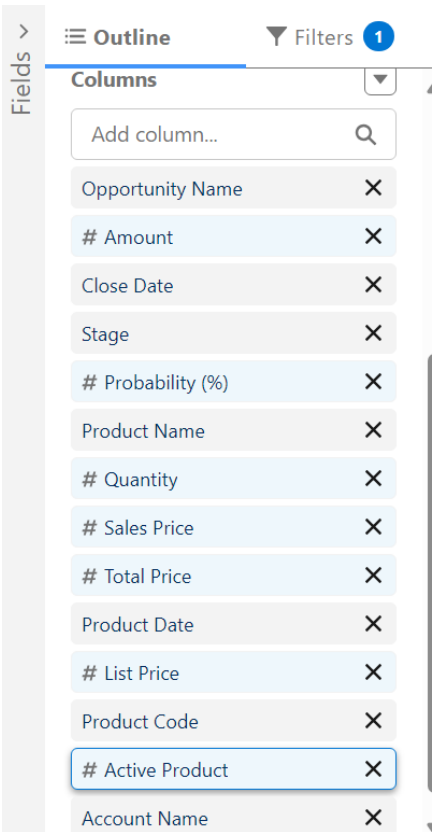 Fields
Outline
Filters 1
Columns
Add column...
Opportunity Name
# Amount
Close Date
Stage
# Probability (%)
Product Name
# Quantity
# Sales Price
# Total Price
Product Date
# List Price
Product Code
# Active Product
Account Name